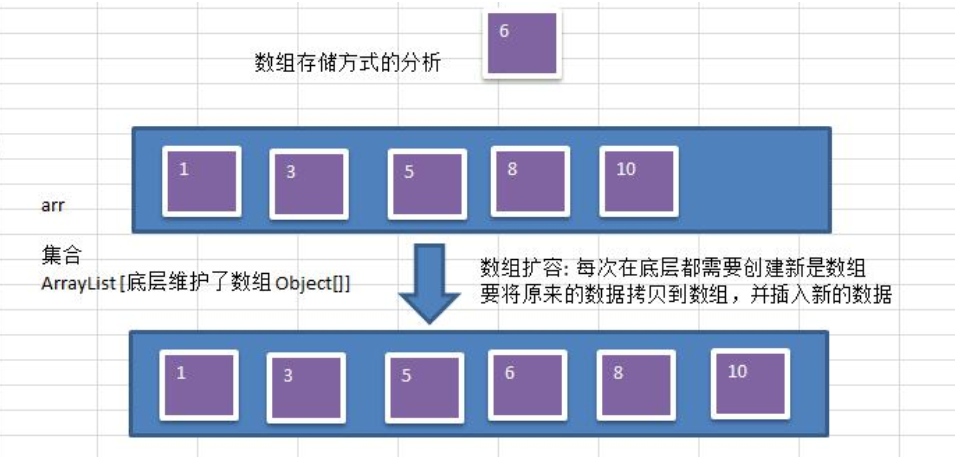 6
数组存储方式的分析
1 3 5 8 10
arr
集合
ArrayList [底层维护了数组 Object[]]
数组扩容: 每次在底层都需要创建新是数组
要将原来的数据拷贝到数组，并插入新的数据
1 3 5 6 8 10